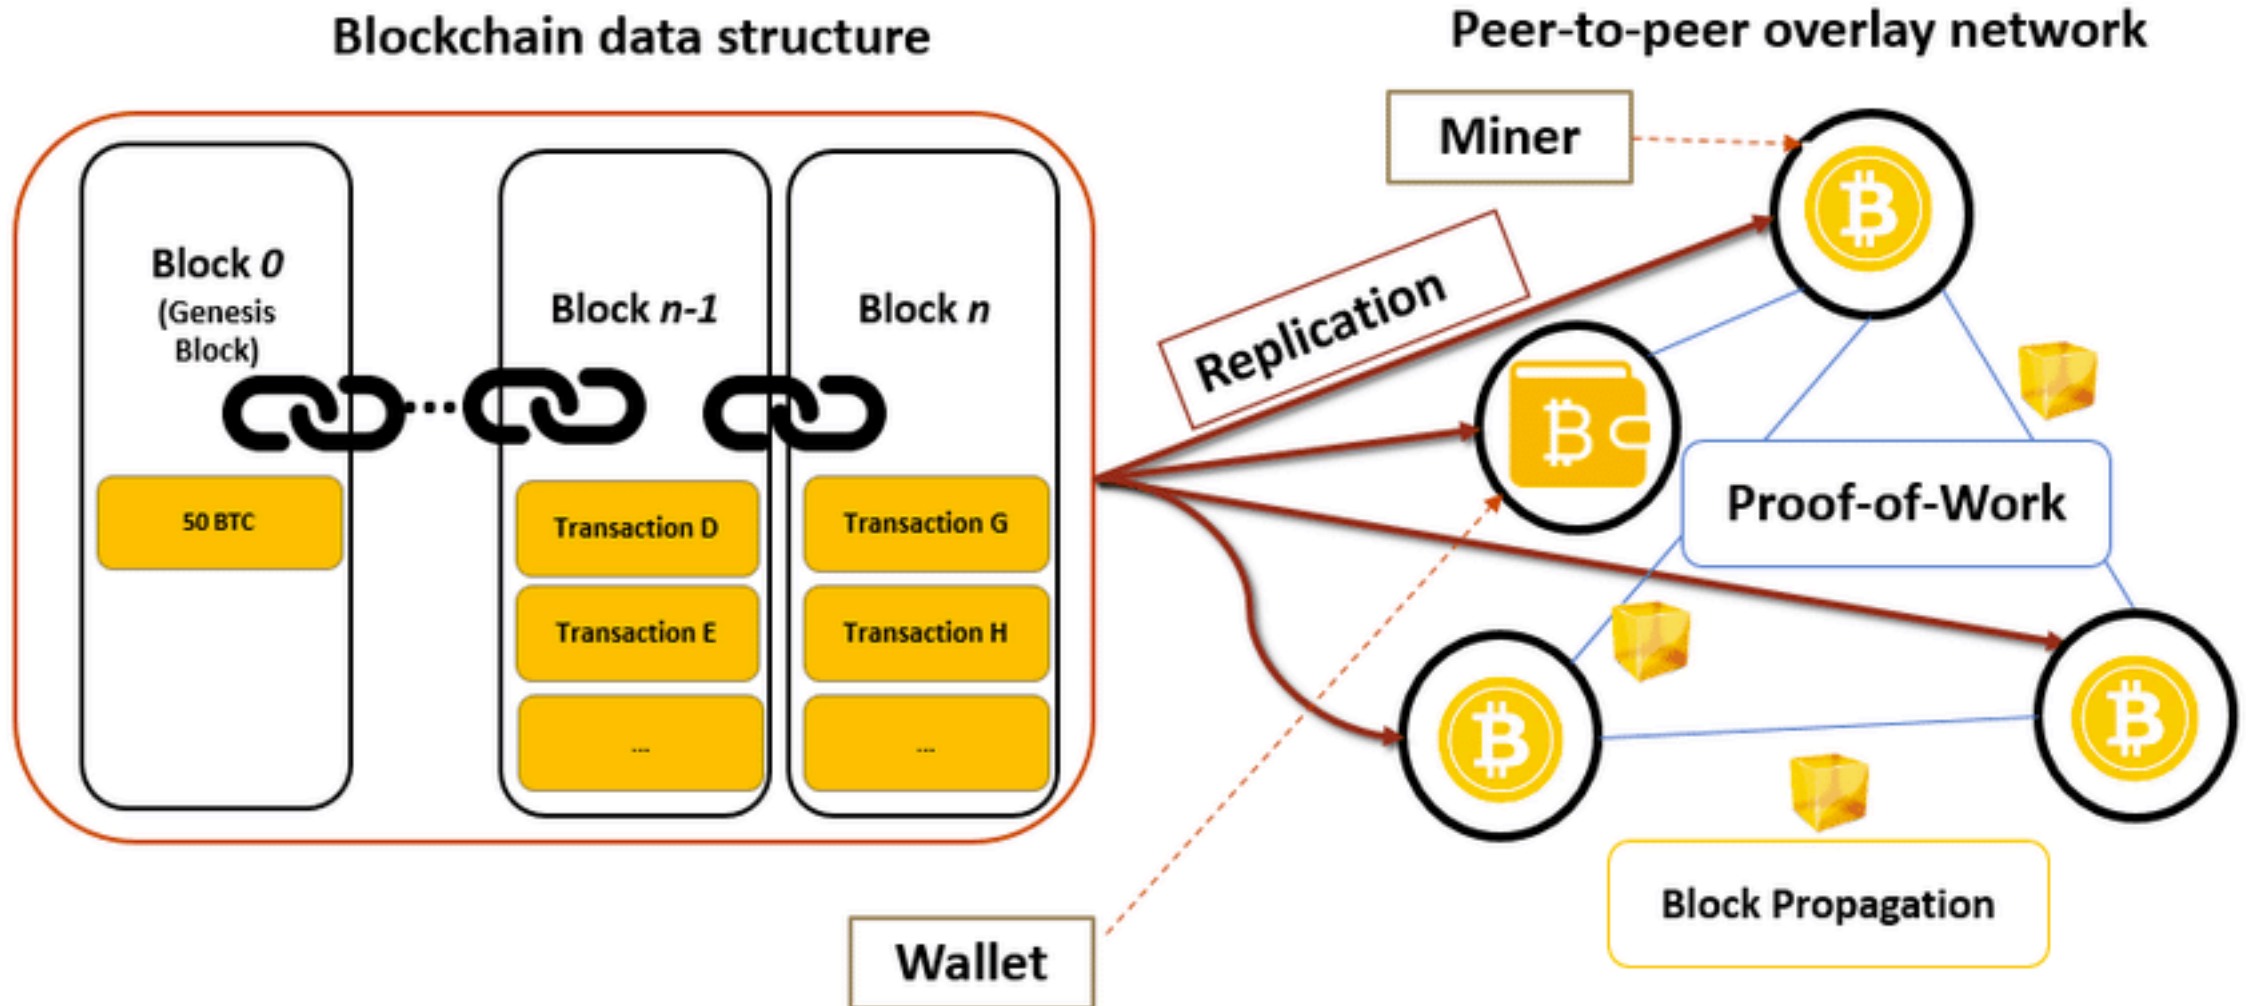 Blockchain data structure
Peer-to-peer overlay network
Block 0
(Genesis
Block)
50 BTC
...
Block n-1
Transaction D
Transaction E
...
Block n
Transaction G
Transaction H
...
Replication
Miner
Proof-of-Work
Block Propagation
Wallet